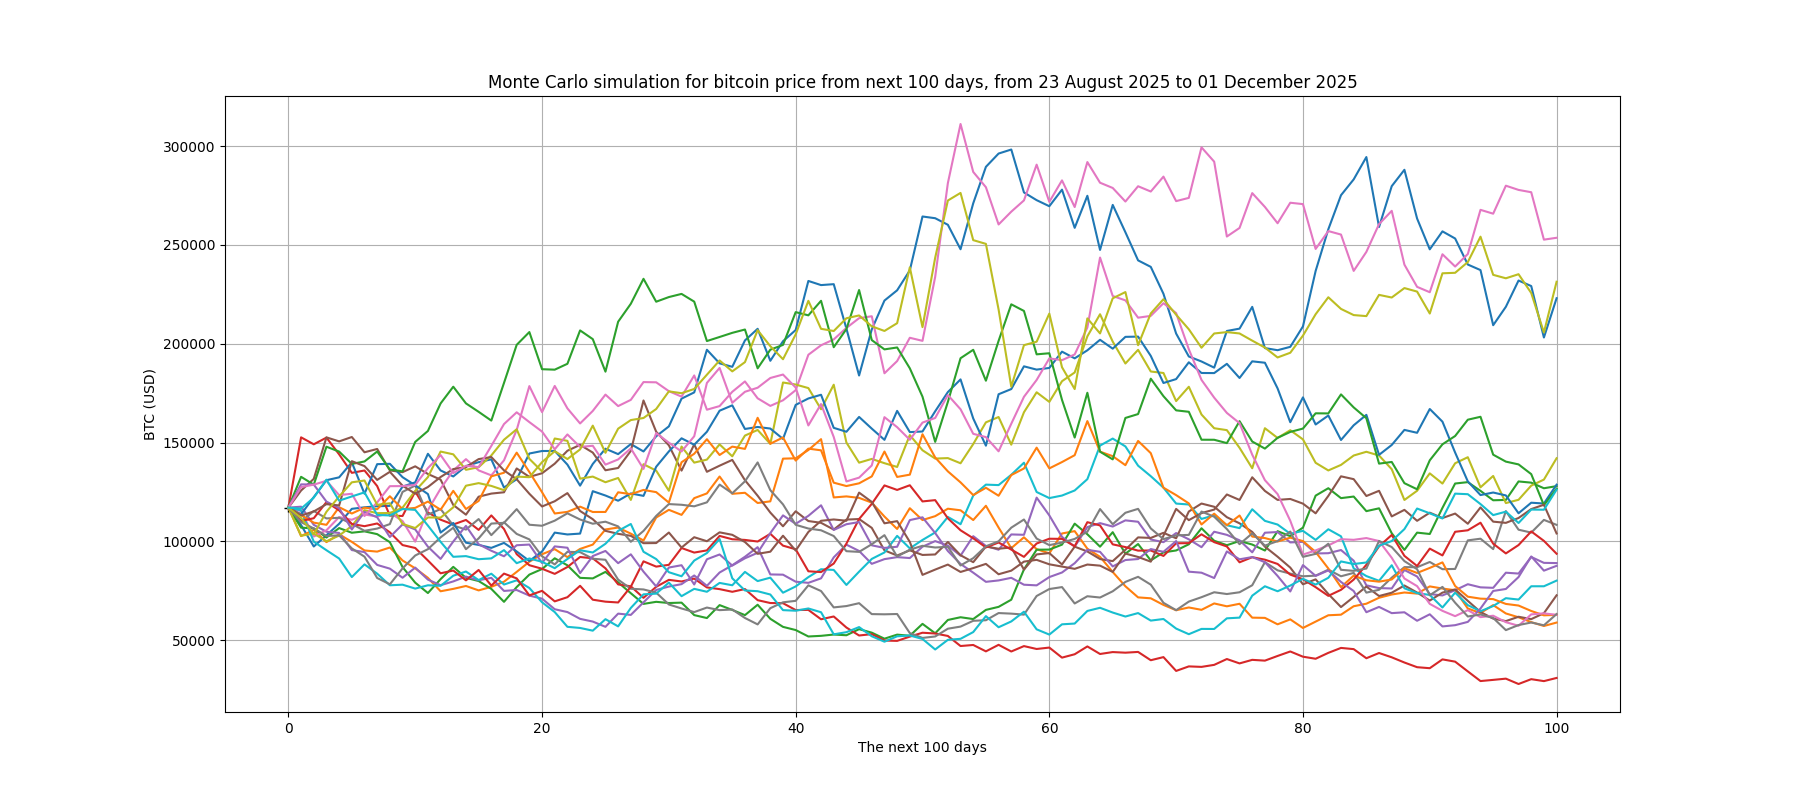 Monte Carlo simulation for bitcoin price from next 100 days, from 23 August 2025 to 01 December 2025
300000
250000
200000
150000
100000
50000
BTC (USD)
0 20 40 60 80 100
The next 100 days